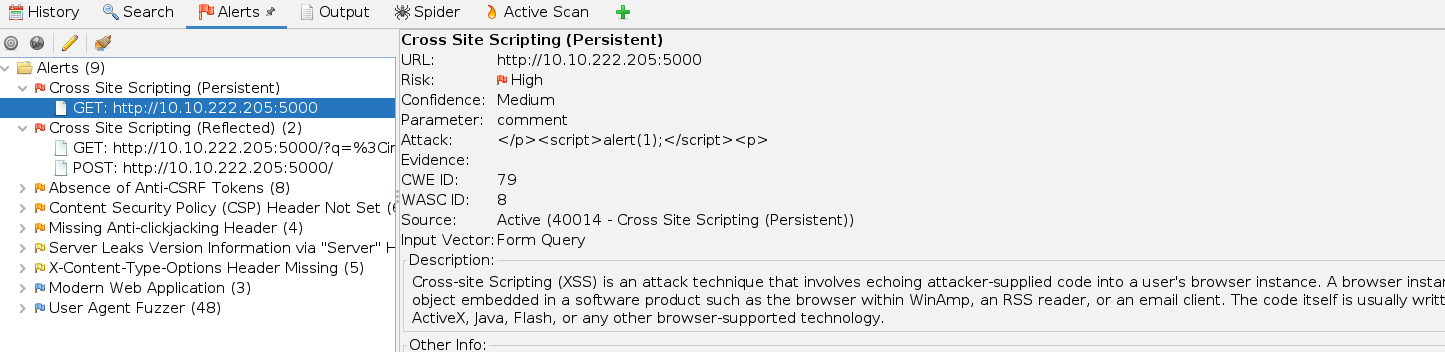 History Search Alerts Output Spider Active Scan
Alerts (9)
Cross Site Scripting (Persistent)
GET: http://10.10.222.205:5000
Cross Site Scripting (Reflected) (2)
GET: http://10.10.222.205:5000/?q=%3Ci
POST: http://10.10.222.205:5000/
Absence of Anti-CSRF Tokens (8)
Content Security Policy (CSP) Header Not Set (
Missing Anti-clickjacking Header (4)
Server Leaks Version Information via "Server" H
X-Content-Type-Options Header Missing (5)
Modern Web Application (3)
User Agent Fuzzer (48)
Cross Site Scripting (Persistent)
URL: http://10.10.222.205:5000
Risk: High
Confidence: Medium
Parameter: comment
Attack: </p><script>alert(1);</script><p>
Evidence:
CWE ID: 79
WASC ID: 8
Source: Active (40014 - Cross Site Scripting (Persistent))
Input Vector: Form Query
Description:
Cross-site Scripting (XSS) is an attack technique that involves echoing attacker-supplied code into a user's browser instance. A browser instan
object embedded in a software product such as the browser within WinAmp, an RSS reader, or an email client. The code itself is usually writt
ActiveX, Java, Flash, or any other browser-supported technology.
Other Info: